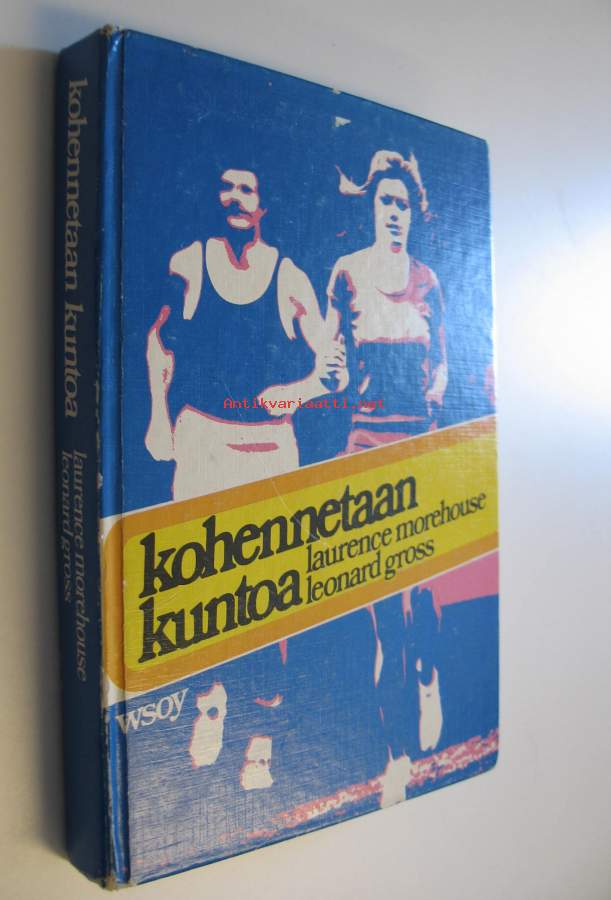 kohennetaan kuntoa
laurence morehouse
leonard gross
Antikvariaatti.net
kohennetaan
kuntoa
laurence morehouse
leonard gross
wsoy